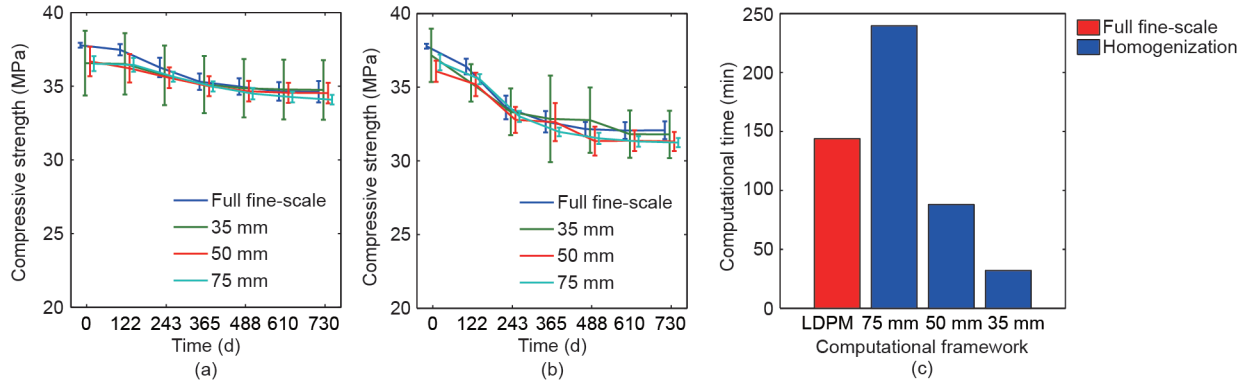 40
35
30
25
20
Compressive strength (MPa)
Full fine-scale
35 mm
50 mm
75 mm
0 122 243 365 488 610 730
Time (d)
(a)
40
35
30
25
20
Compressive strength (MPa)
Full fine-scale
35 mm
50 mm
75 mm
0 122 243 365 488 610 730
Time (d)
(b)
250
200
150
100
50
0
Computational time (min)
LDPM 75 mm 50 mm 35 mm
Computational framework
(c)
Full fine-scale
Homogenization